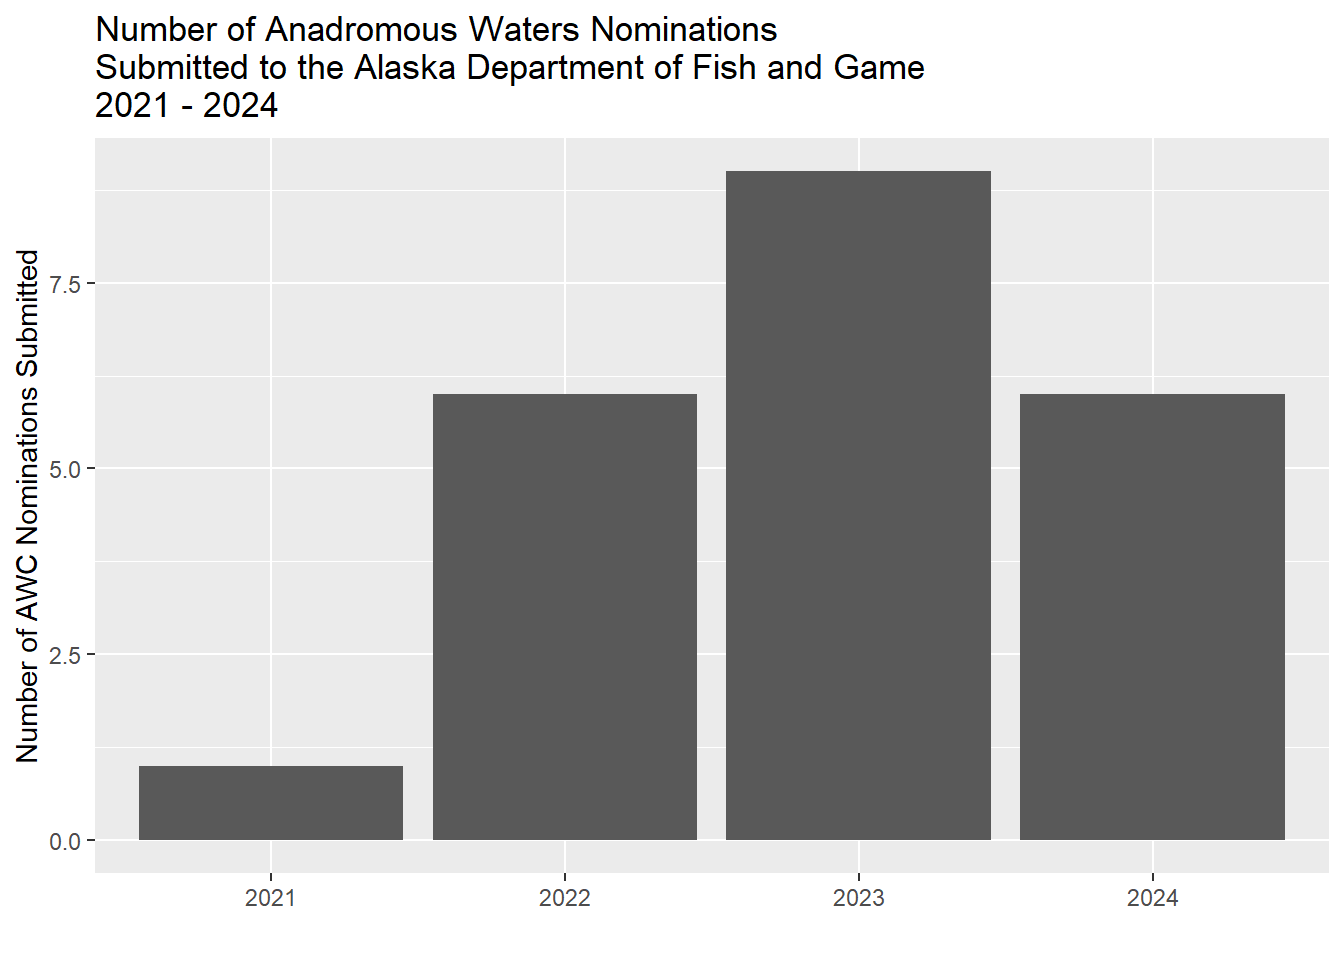 Number of Anadromous Waters Nominations
Submitted to the Alaska Department of Fish and Game
2021 - 2024
Number of AWC Nominations Submitted
7.5
5.0
2.5
0.0
2021
2022
2023
2024